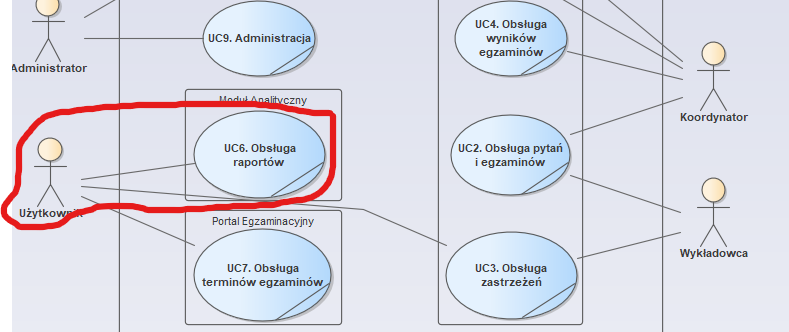 UC9. Administracja
UC4. Obsługa
wyników
egzaminów
Administrator
Moduł Analityczny
Koordynator
UC6. Obsługa
raportów
UC2. Obsługa pytań
i egzaminów
Użytkownik
Portal Egzaminacyjny
UC7. Obsługa
terminów egzaminów
UC3. Obsługa
zastrzeżeń
Wykładowca